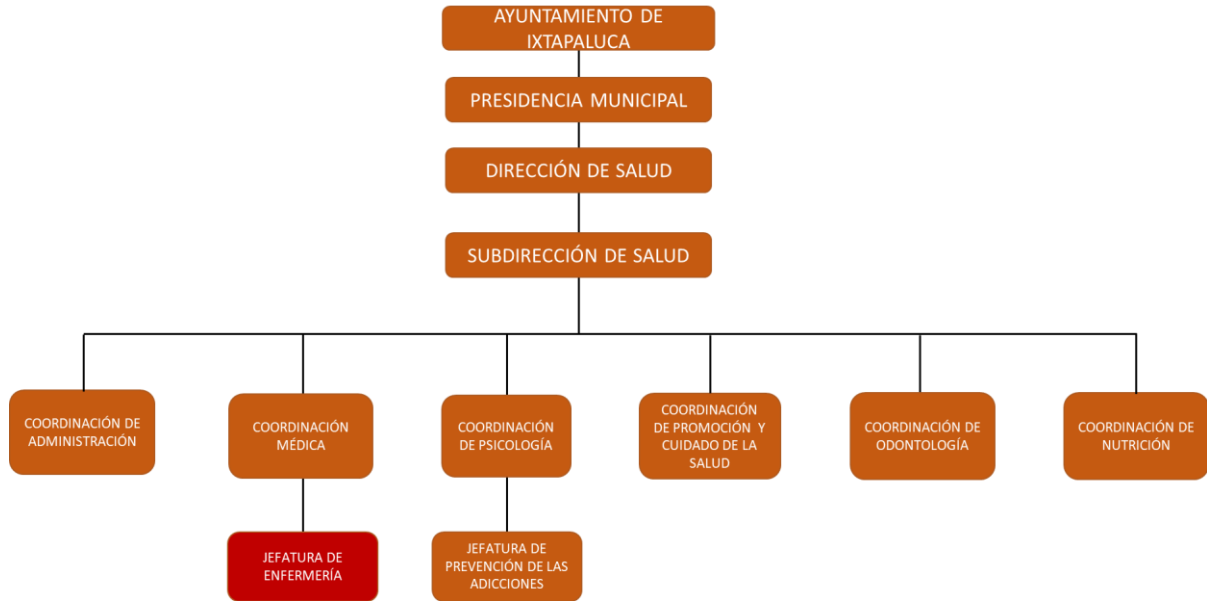 AYUNTAMIENTO DE
IXTAPALUCA
PRESIDENCIA MUNICIPAL
DIRECCIÓN DE SALUD
SUBDIRECCIÓN DE SALUD
COORDINACIÓN DE
ADMINISTRACIÓN
COORDINACIÓN
MÉDICA
COORDINACIÓN
DE PSICOLOGÍA
COORDINACIÓN
DE PROMOCIÓN Y
CUIDADO DE LA
SALUD
COORDINACIÓN DE
ODONTOLOGÍA
COORDINACIÓN DE
NUTRICIÓN
JEFATURA DE
ENFERMERÍA
JEFATURA DE
PREVENCIÓN DE LAS
ADICCIONES